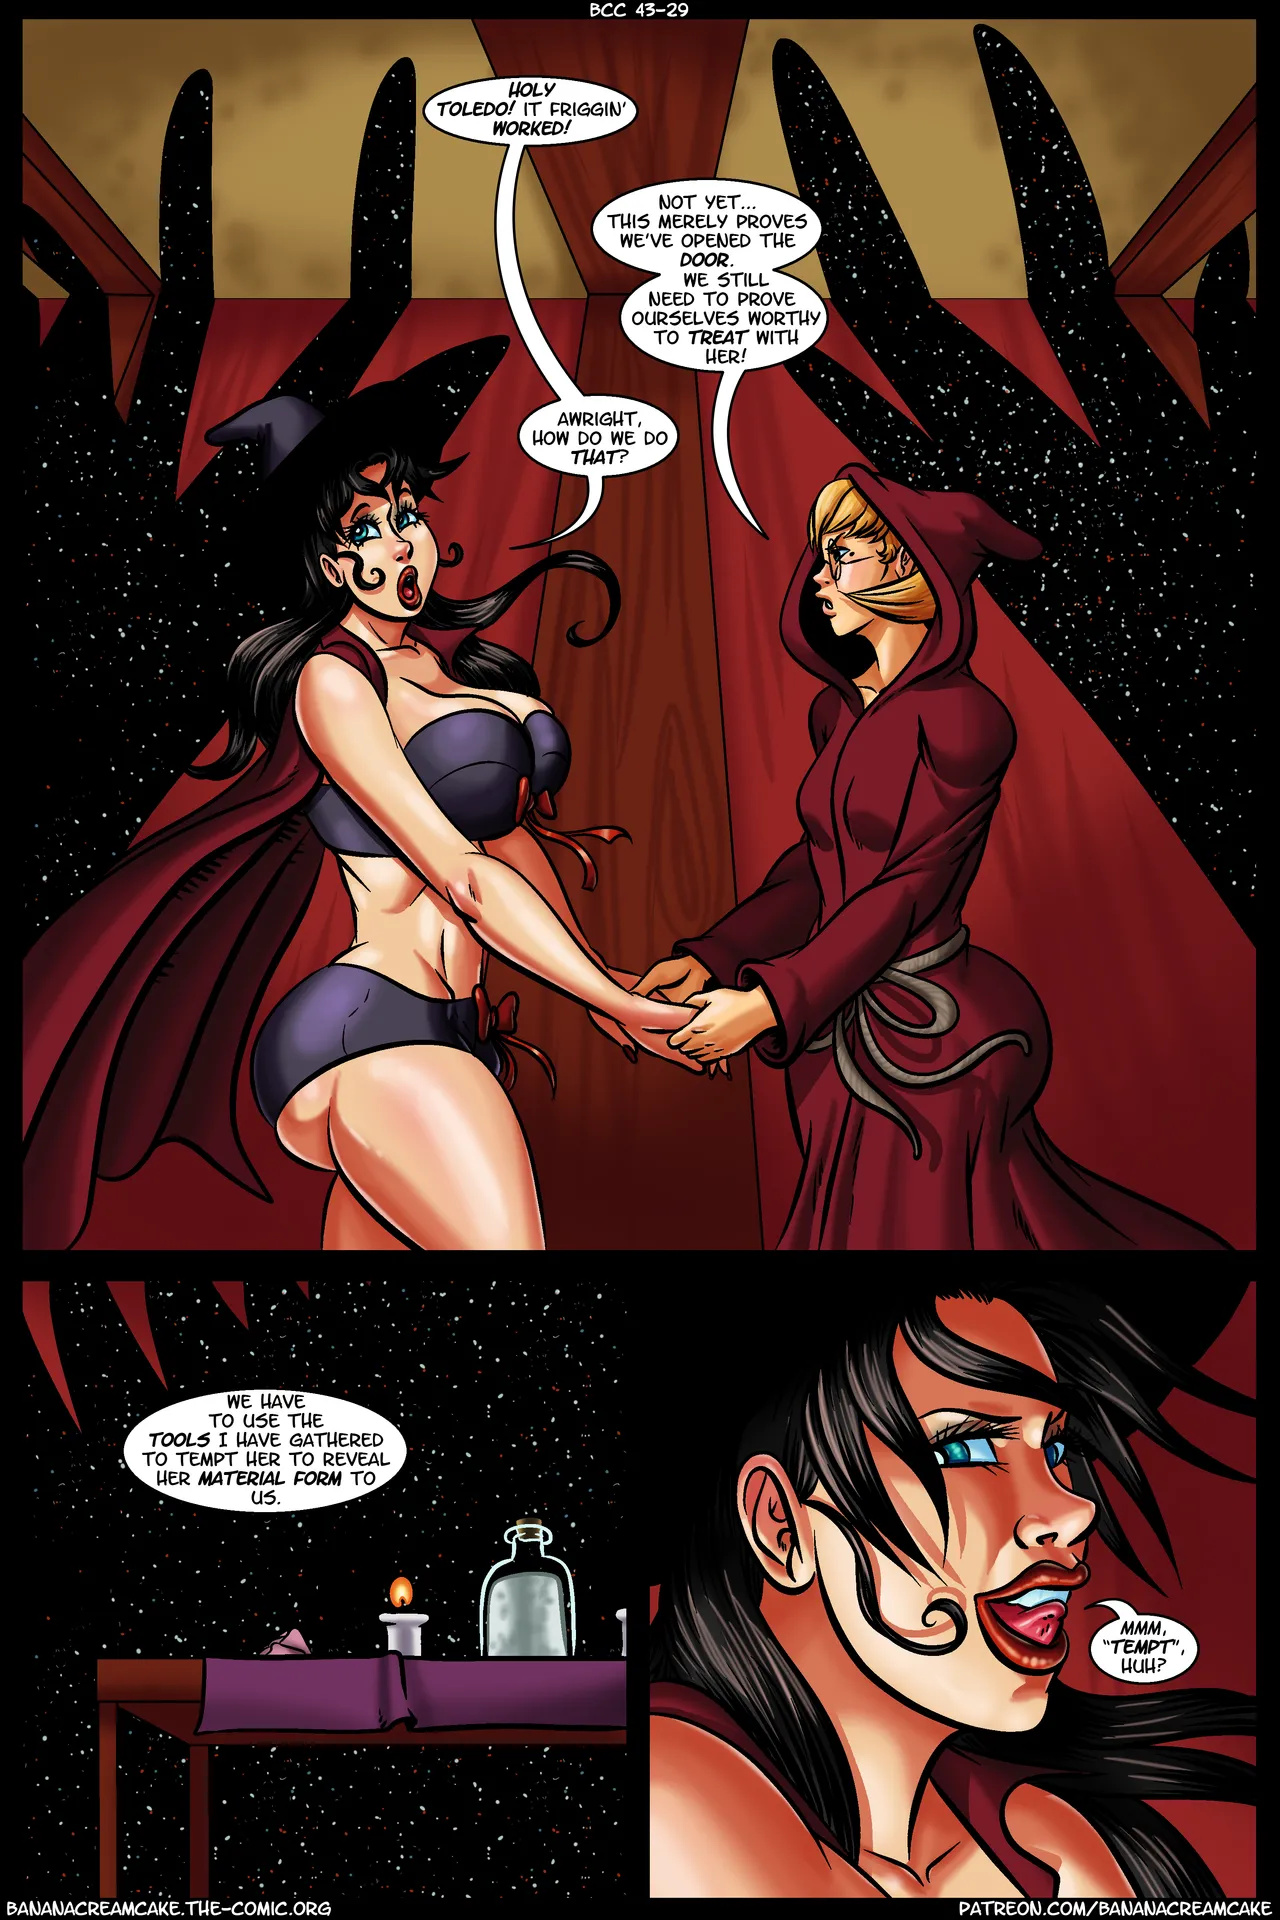 BCC 43-29
HOLY
TOLEDO! IT FRIGGIN'
WORKED!
NOT YET...
THIS MERELY PROVES
WE'VE OPENED THE
DOOR.
WE STILL
NEED TO PROVE
OURSELVES WORTHY
TO TREAT WITH
HER!
AWRIGHT,
HOW DO WE DO
THAT?
WE HAVE
TO USE THE
TOOLS I HAVE GATHERED
TO TEMPT HER TO REVEAL
HER MATERIAL FORM TO
US.
MMM,
"TEMPT",
HUH?
BANANACREAMCAKE.THE-COMIC.ORG
PATREON.COM/BANANACREAMCAKE